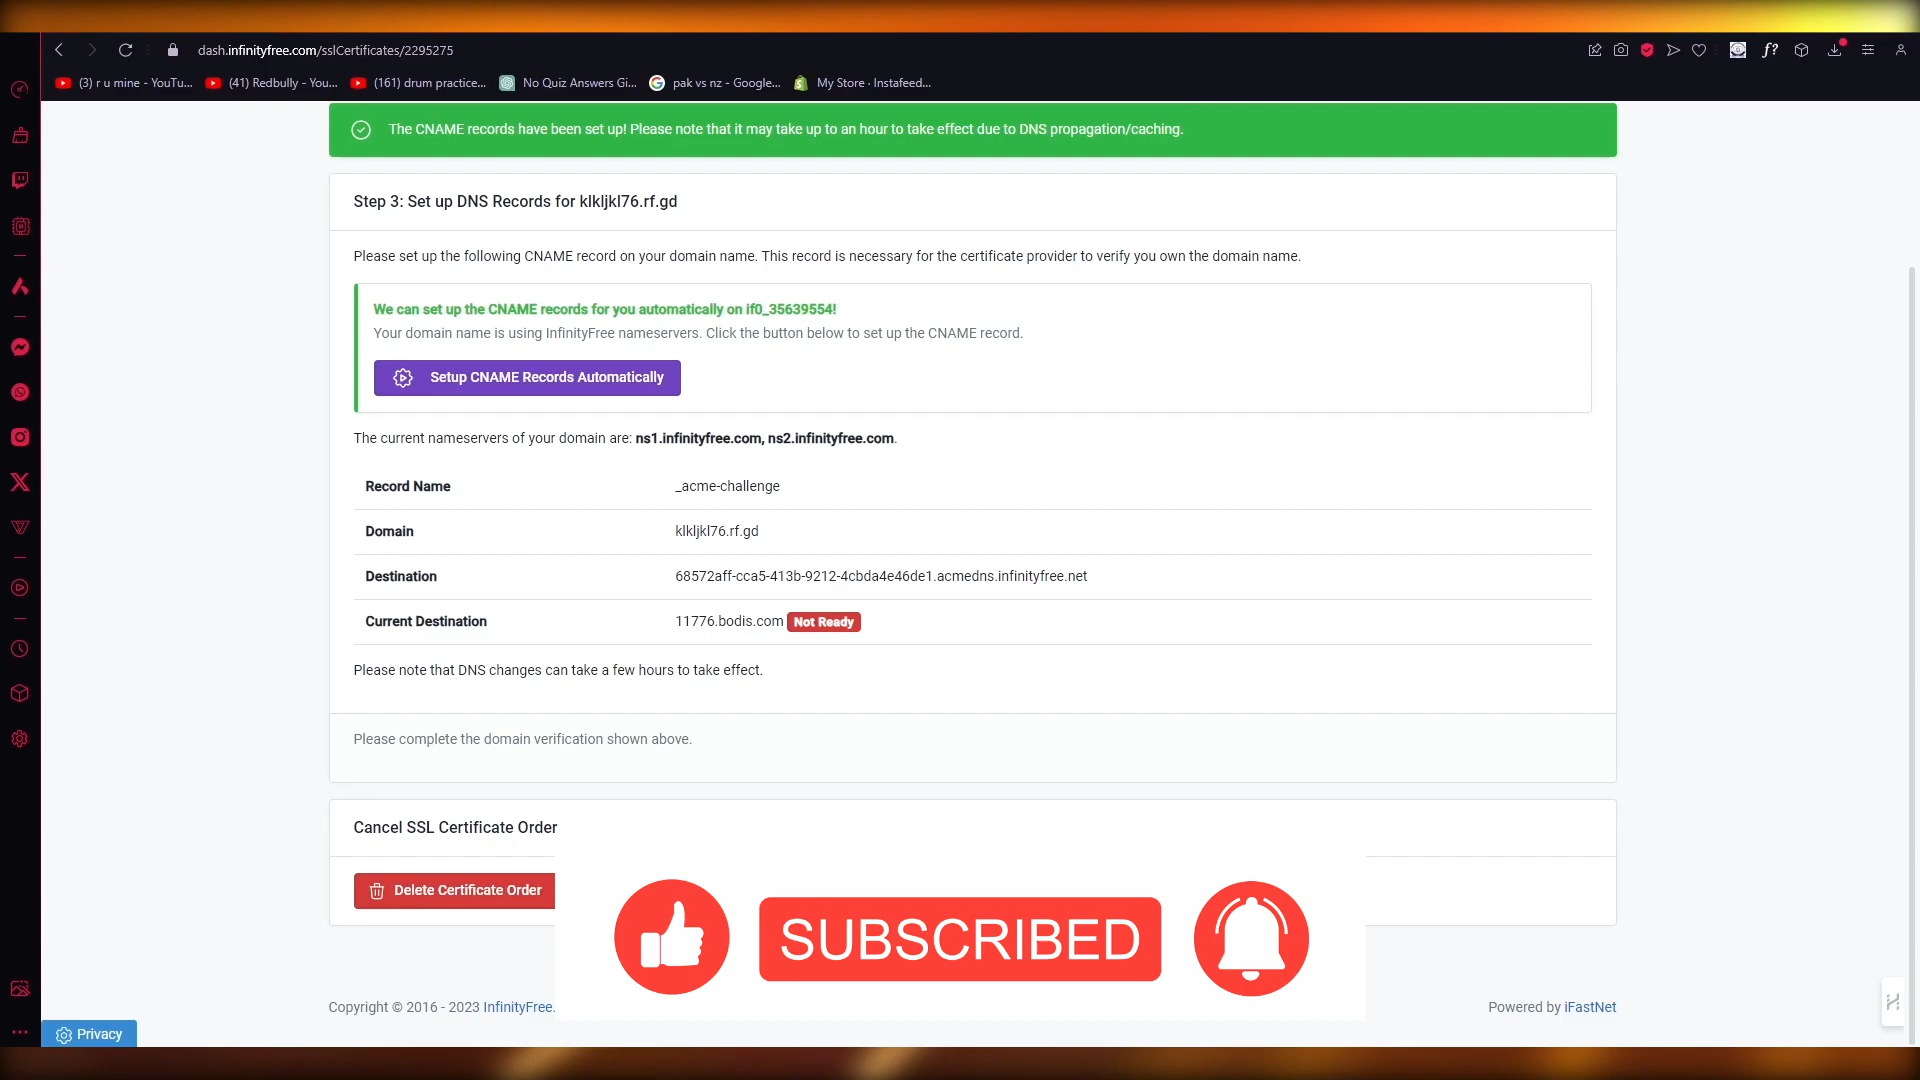 dash.infinityfree.com/sslCertificates/2295275
(3) r u mine - YouTu...
(41) Redbully - You...
(161) drum practice...
No Quiz Answers Gi...
pak vs nz - Google...
My Store · Instafeed...
The CNAME records have been set up! Please note that it may take up to an hour to take effect due to DNS propagation/caching.
Step 3: Set up DNS Records for klkljkl76.rf.gd
Please set up the following CNAME record on your domain name. This record is necessary for the certificate provider to verify you own the domain name.
We can set up the CNAME records for you automatically on if0_35639554!
Your domain name is using InfinityFree nameservers. Click the button below to set up the CNAME record.
Setup CNAME Records Automatically
The current nameservers of your domain are: ns1.infinityfree.com, ns2.infinityfree.com.
Record Name _acme-challenge
Domain klkljkl76.rf.gd
Destination 68572aff-cca5-413b-9212-4cbda4e46de1.acmedns.infinityfree.net
Current Destination 11776.bodis.com Not Ready
Please note that DNS changes can take a few hours to take effect.
Please complete the domain verification shown above.
Cancel SSL Certificate Order
Delete Certificate Order
SUBSCRIBED
Copyright © 2016 - 2023 InfinityFree.
Powered by iFastNet
Privacy